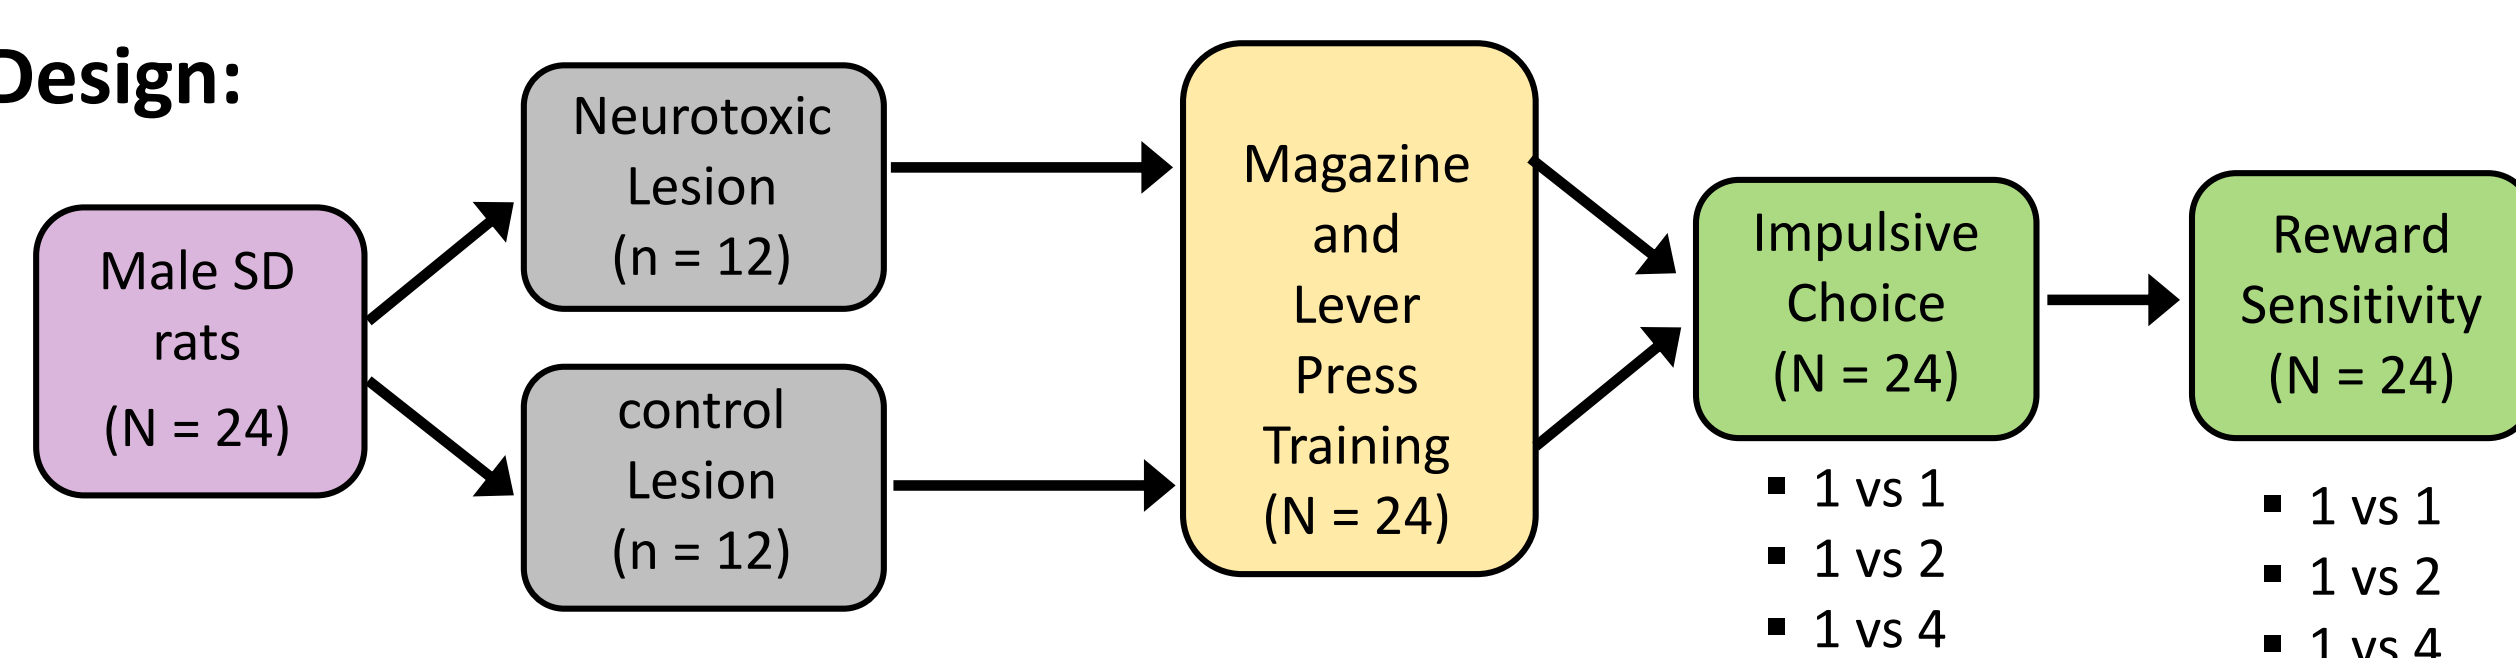 Design:
Male SD
rats
(N = 24)
Neurotoxic
Lesion
(n = 12)
control
Lesion
(n = 12)
Magazine
and
Lever
Press
Training
(N = 24)
Impulsive
Choice
(N = 24)
▪ 1 vs 1
▪ 1 vs 2
▪ 1 vs 4
Reward
Sensitivity
(N = 24)
▪ 1 vs 1
▪ 1 vs 2
▪ 1 vs 4